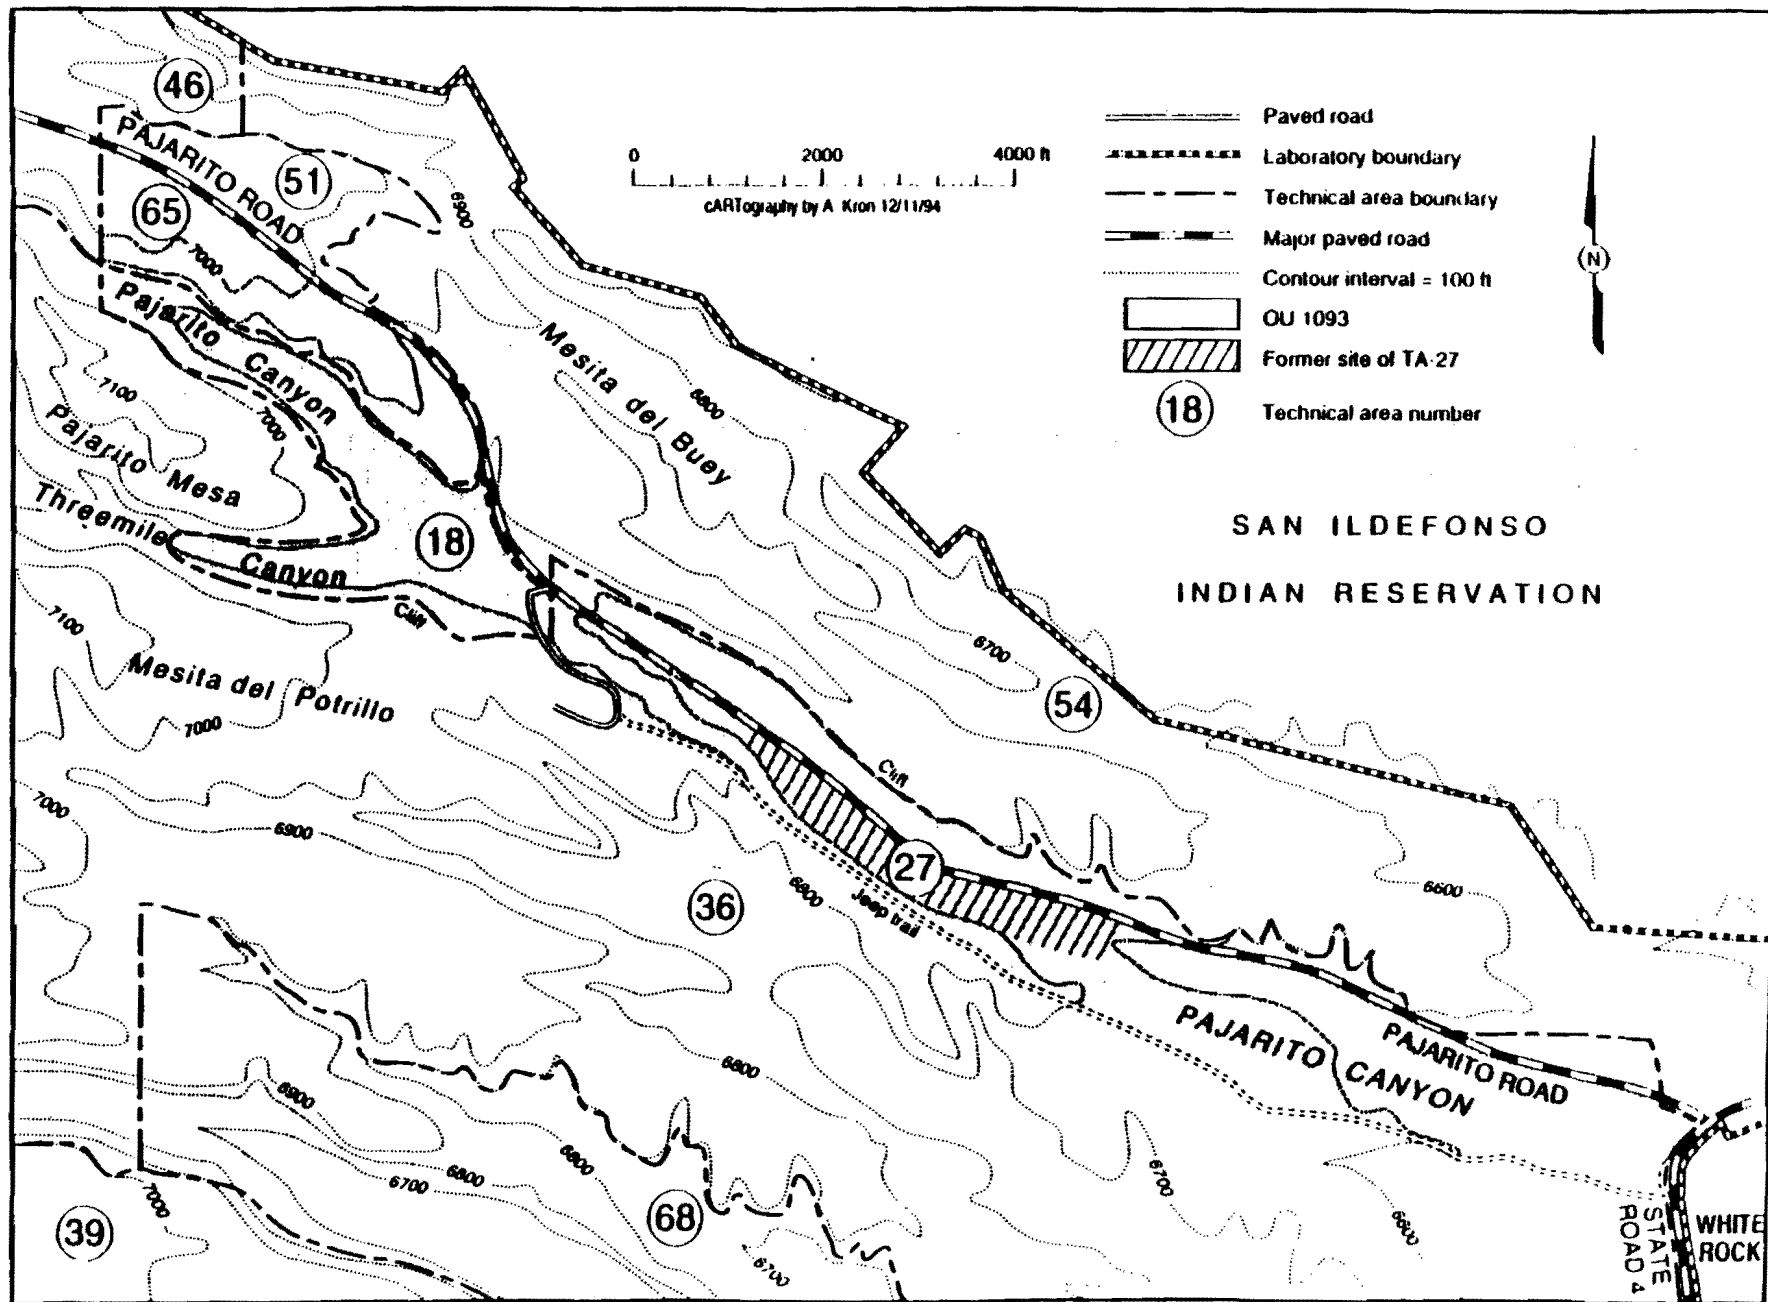 46
PAJARITO ROAD
51
65
7000
6900
0 2000 4000 ft
cARTography by A Kron 12/11/94
Paved road
Laboratory boundary
Technical area boundary
Major paved road
Contour interval = 100 ft
OU 1093
Former site of TA-27
18 Technical area number
N
Pajarito Canyon
7100
7000
Pajarito Mesa
Threemile Canyon
18
Cliff
Mesita del Buey
6800
SAN ILDEFONSO
INDIAN RESERVATION
7100
Mesita del Potrillo
7000
6700
54
Cliff
7000
6900
27
36
6800
Jeep trail
6600
PAJARITO CANYON
PAJARITO ROAD
6800
6900
6800
6800
6700
7000
68
39
6700
6700
6600
STATE
ROAD 4
WHITE
ROCK